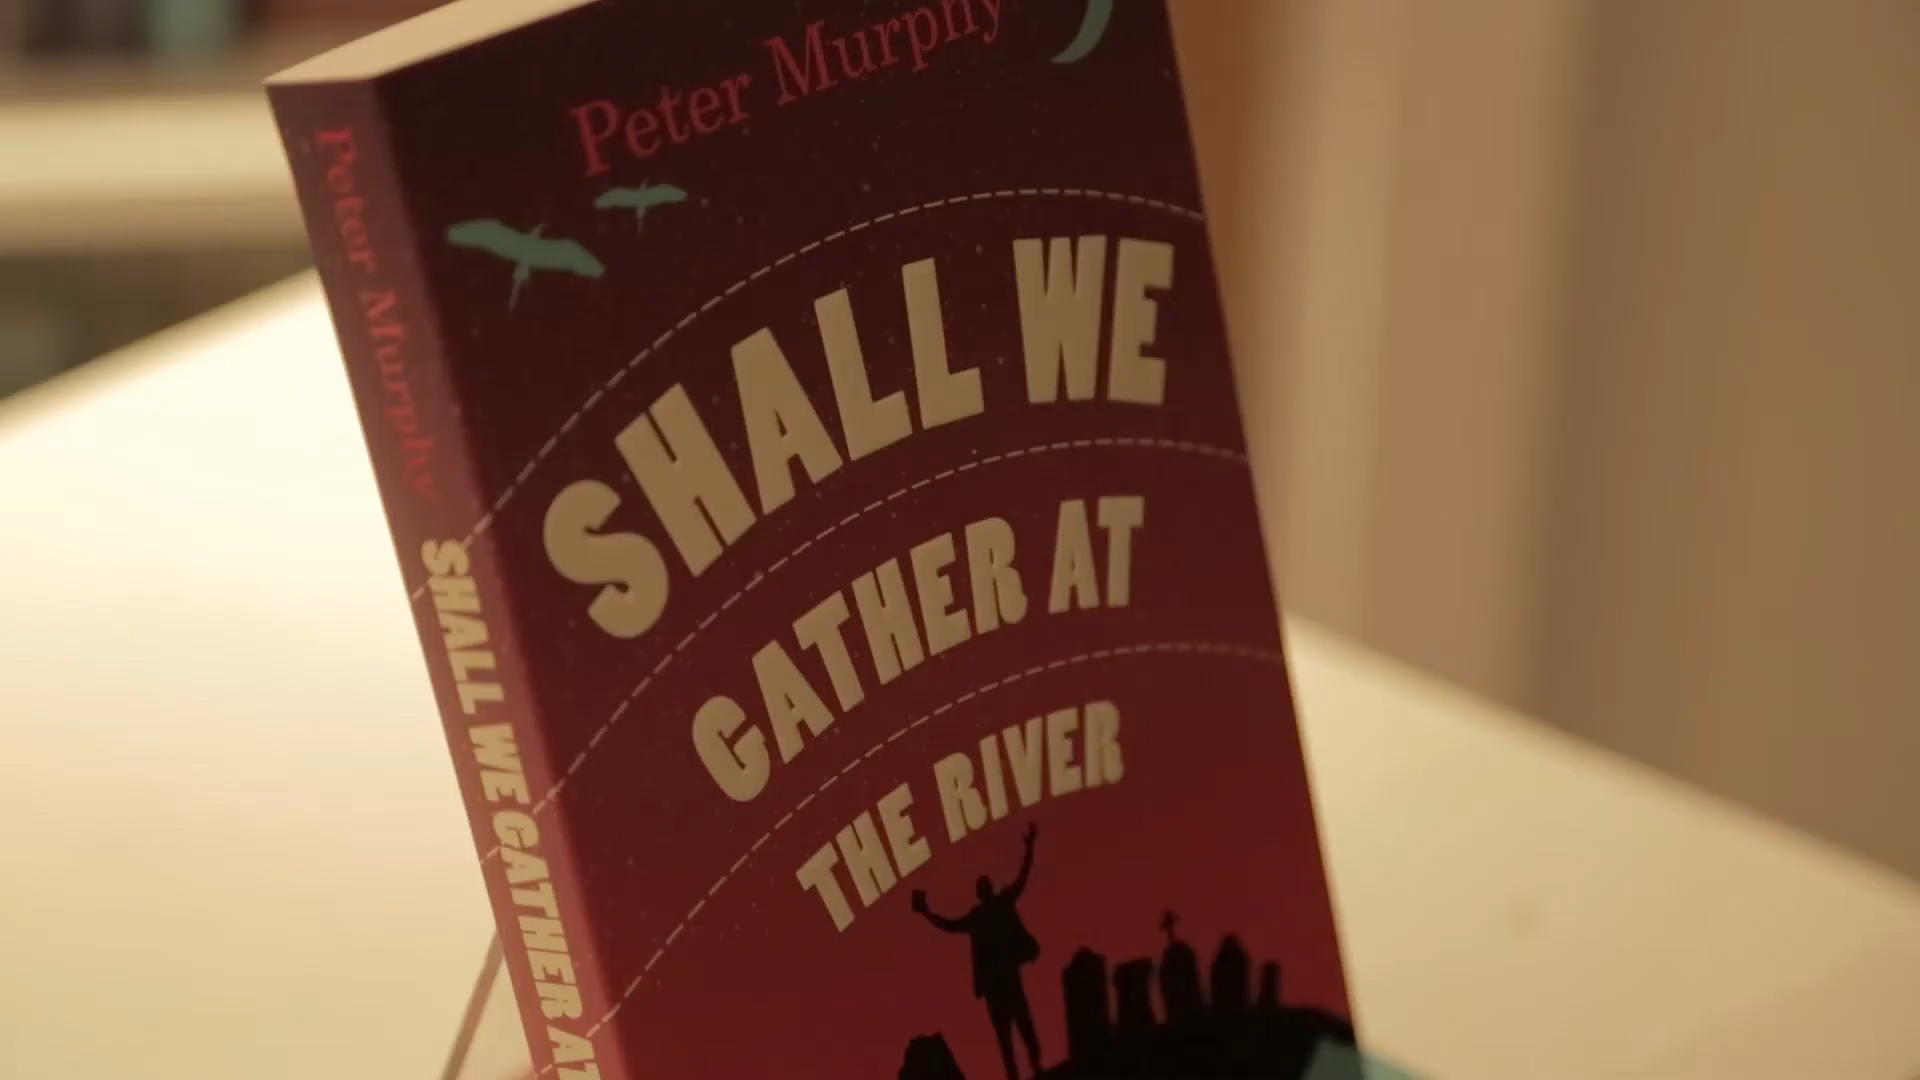 Peter Murphy
SHALL WE
GATHER AT
THE RIVER
Peter Murphy
SHALL WE GATHER AT